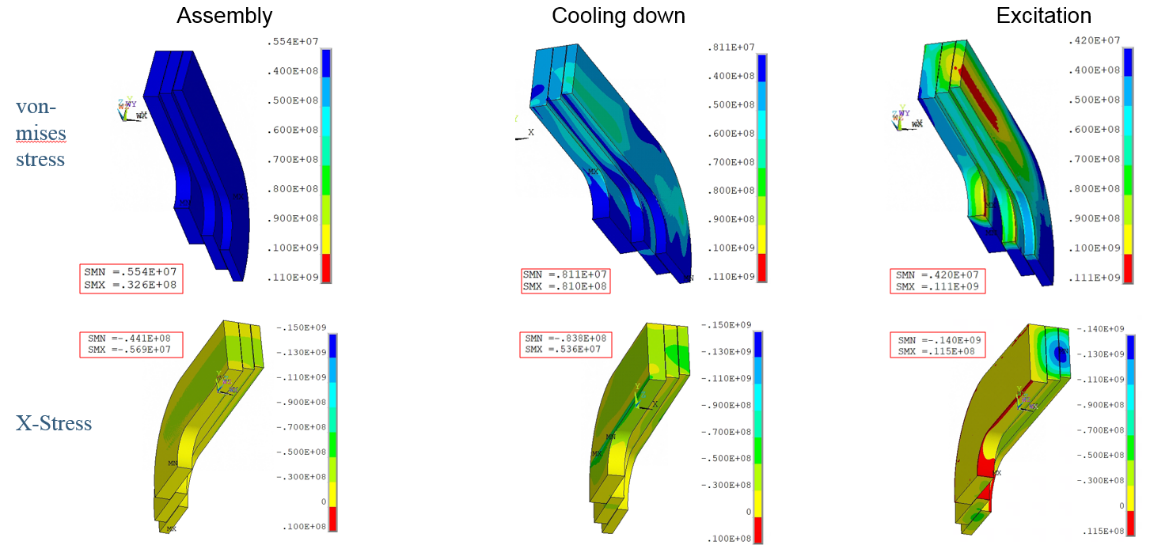 Assembly
Cooling down
Excitation
von-
mises
stress
.554E+07
.400E+08
.500E+08
.600E+08
.700E+08
.800E+08
.900E+08
.100E+09
.110E+09
SMN =.554E+07
SMX =.326E+08
.811E+07
.400E+08
.500E+08
.600E+08
.700E+08
.800E+08
.900E+08
.100E+09
.110E+09
X
MX
SMN =.811E+07
SMX =.810E+08
.420E+07
.400E+08
.500E+08
.600E+08
.700E+08
.800E+08
.900E+08
.100E+09
.111E+09
SMN =.420E+07
SMX =.111E+09
X-Stress
SMN =-.441E+08
SMX =-.569E+07
-.150E+09
-.130E+09
-.110E+09
-.900E+08
-.700E+08
-.500E+08
-.300E+08
0
.100E+08
MN
MX
SMN =-.838E+08
SMX =.536E+07
-.150E+09
-.130E+09
-.110E+09
-.900E+08
-.700E+08
-.500E+08
-.300E+08
0
.100E+08
X
MN
MX
SMN =-.140E+09
SMX =.115E+08
-.140E+09
-.130E+09
-.110E+09
-.900E+08
-.700E+08
-.500E+08
-.300E+08
0
.115E+08
MX